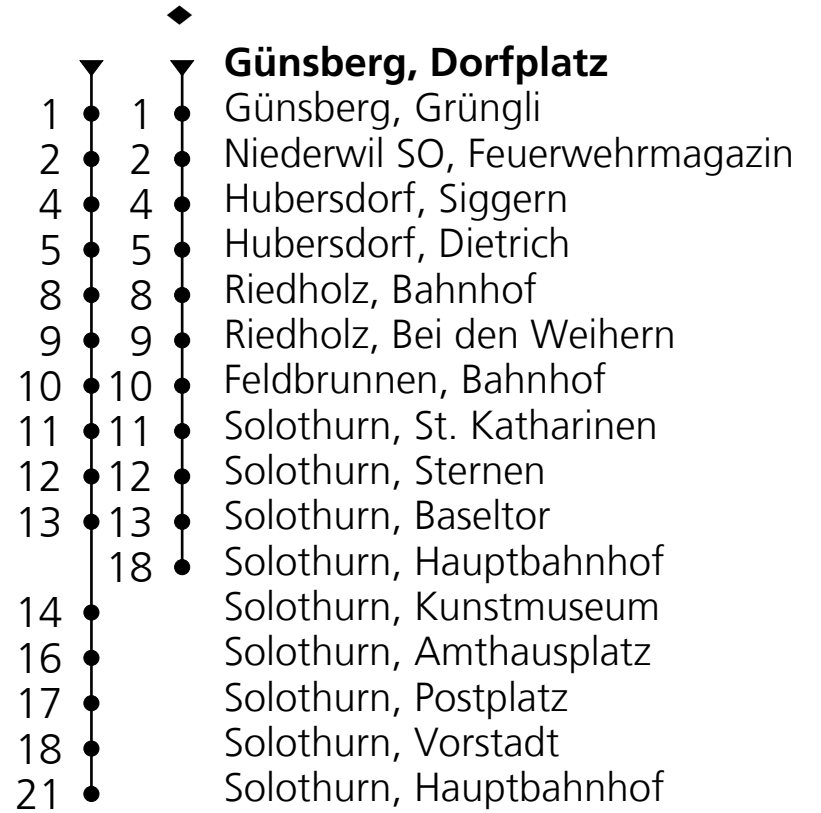 Günsberg, Dorfplatz
1 1 Günsberg, Grüngli
2 2 Niederwil SO, Feuerwehrmagazin
4 4 Hubersdorf, Siggern
5 5 Hubersdorf, Dietrich
8 8 Riedholz, Bahnhof
9 9 Riedholz, Bei den Weihern
10 10 Feldbrunnen, Bahnhof
11 11 Solothurn, St. Katharinen
12 12 Solothurn, Sternen
13 13 Solothurn, Baseltor
18 Solothurn, Hauptbahnhof
14 Solothurn, Kunstmuseum
16 Solothurn, Amthausplatz
17 Solothurn, Postplatz
18 Solothurn, Vorstadt
21 Solothurn, Hauptbahnhof